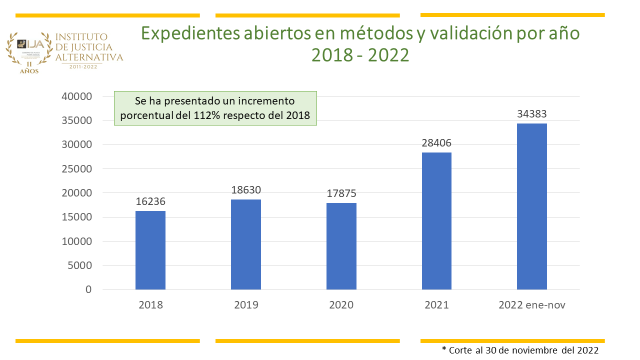 IJA
11
AÑOS
INSTITUTO
DE JUSTICIA
ALTERNATIVA
2011-2022
Expedientes abiertos en métodos y validación por año
2018 - 2022
Se ha presentado un incremento
porcentual del 112% respecto del 2018
40000
35000
30000
25000
20000
15000
10000
5000
0
16236
18630
17875
28406
34383
2018
2019
2020
2021
2022 ene-nov
* Corte al 30 de noviembre del 2022